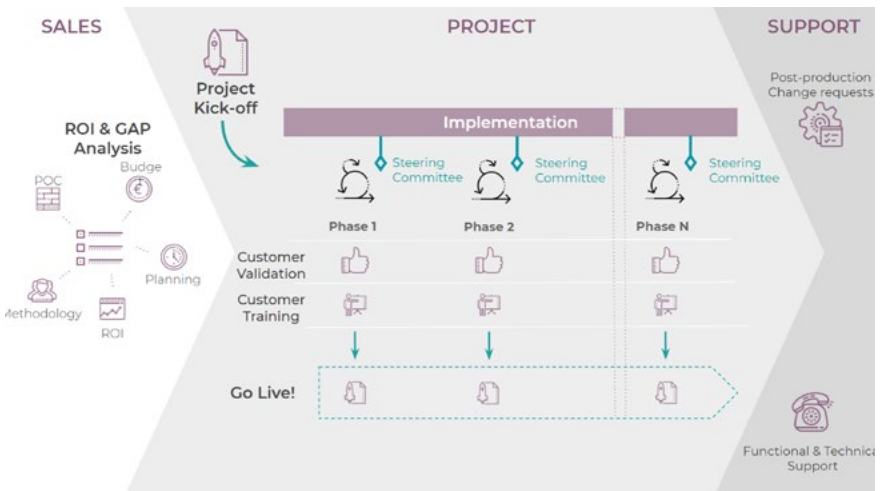 SALES
PROJECT
SUPPORT
Project
Kick-off
Post-production
Change requests
ROI & GAP
Analysis
Implementation
Budge
POC
Planning
Methodology
ROI
Steering
Committee
Steering
Committee
Steering
Committee
Phase 1
Phase 2
Phase N
Customer
Validation
Customer
Training
Go Live!
Functional & Technica
Support